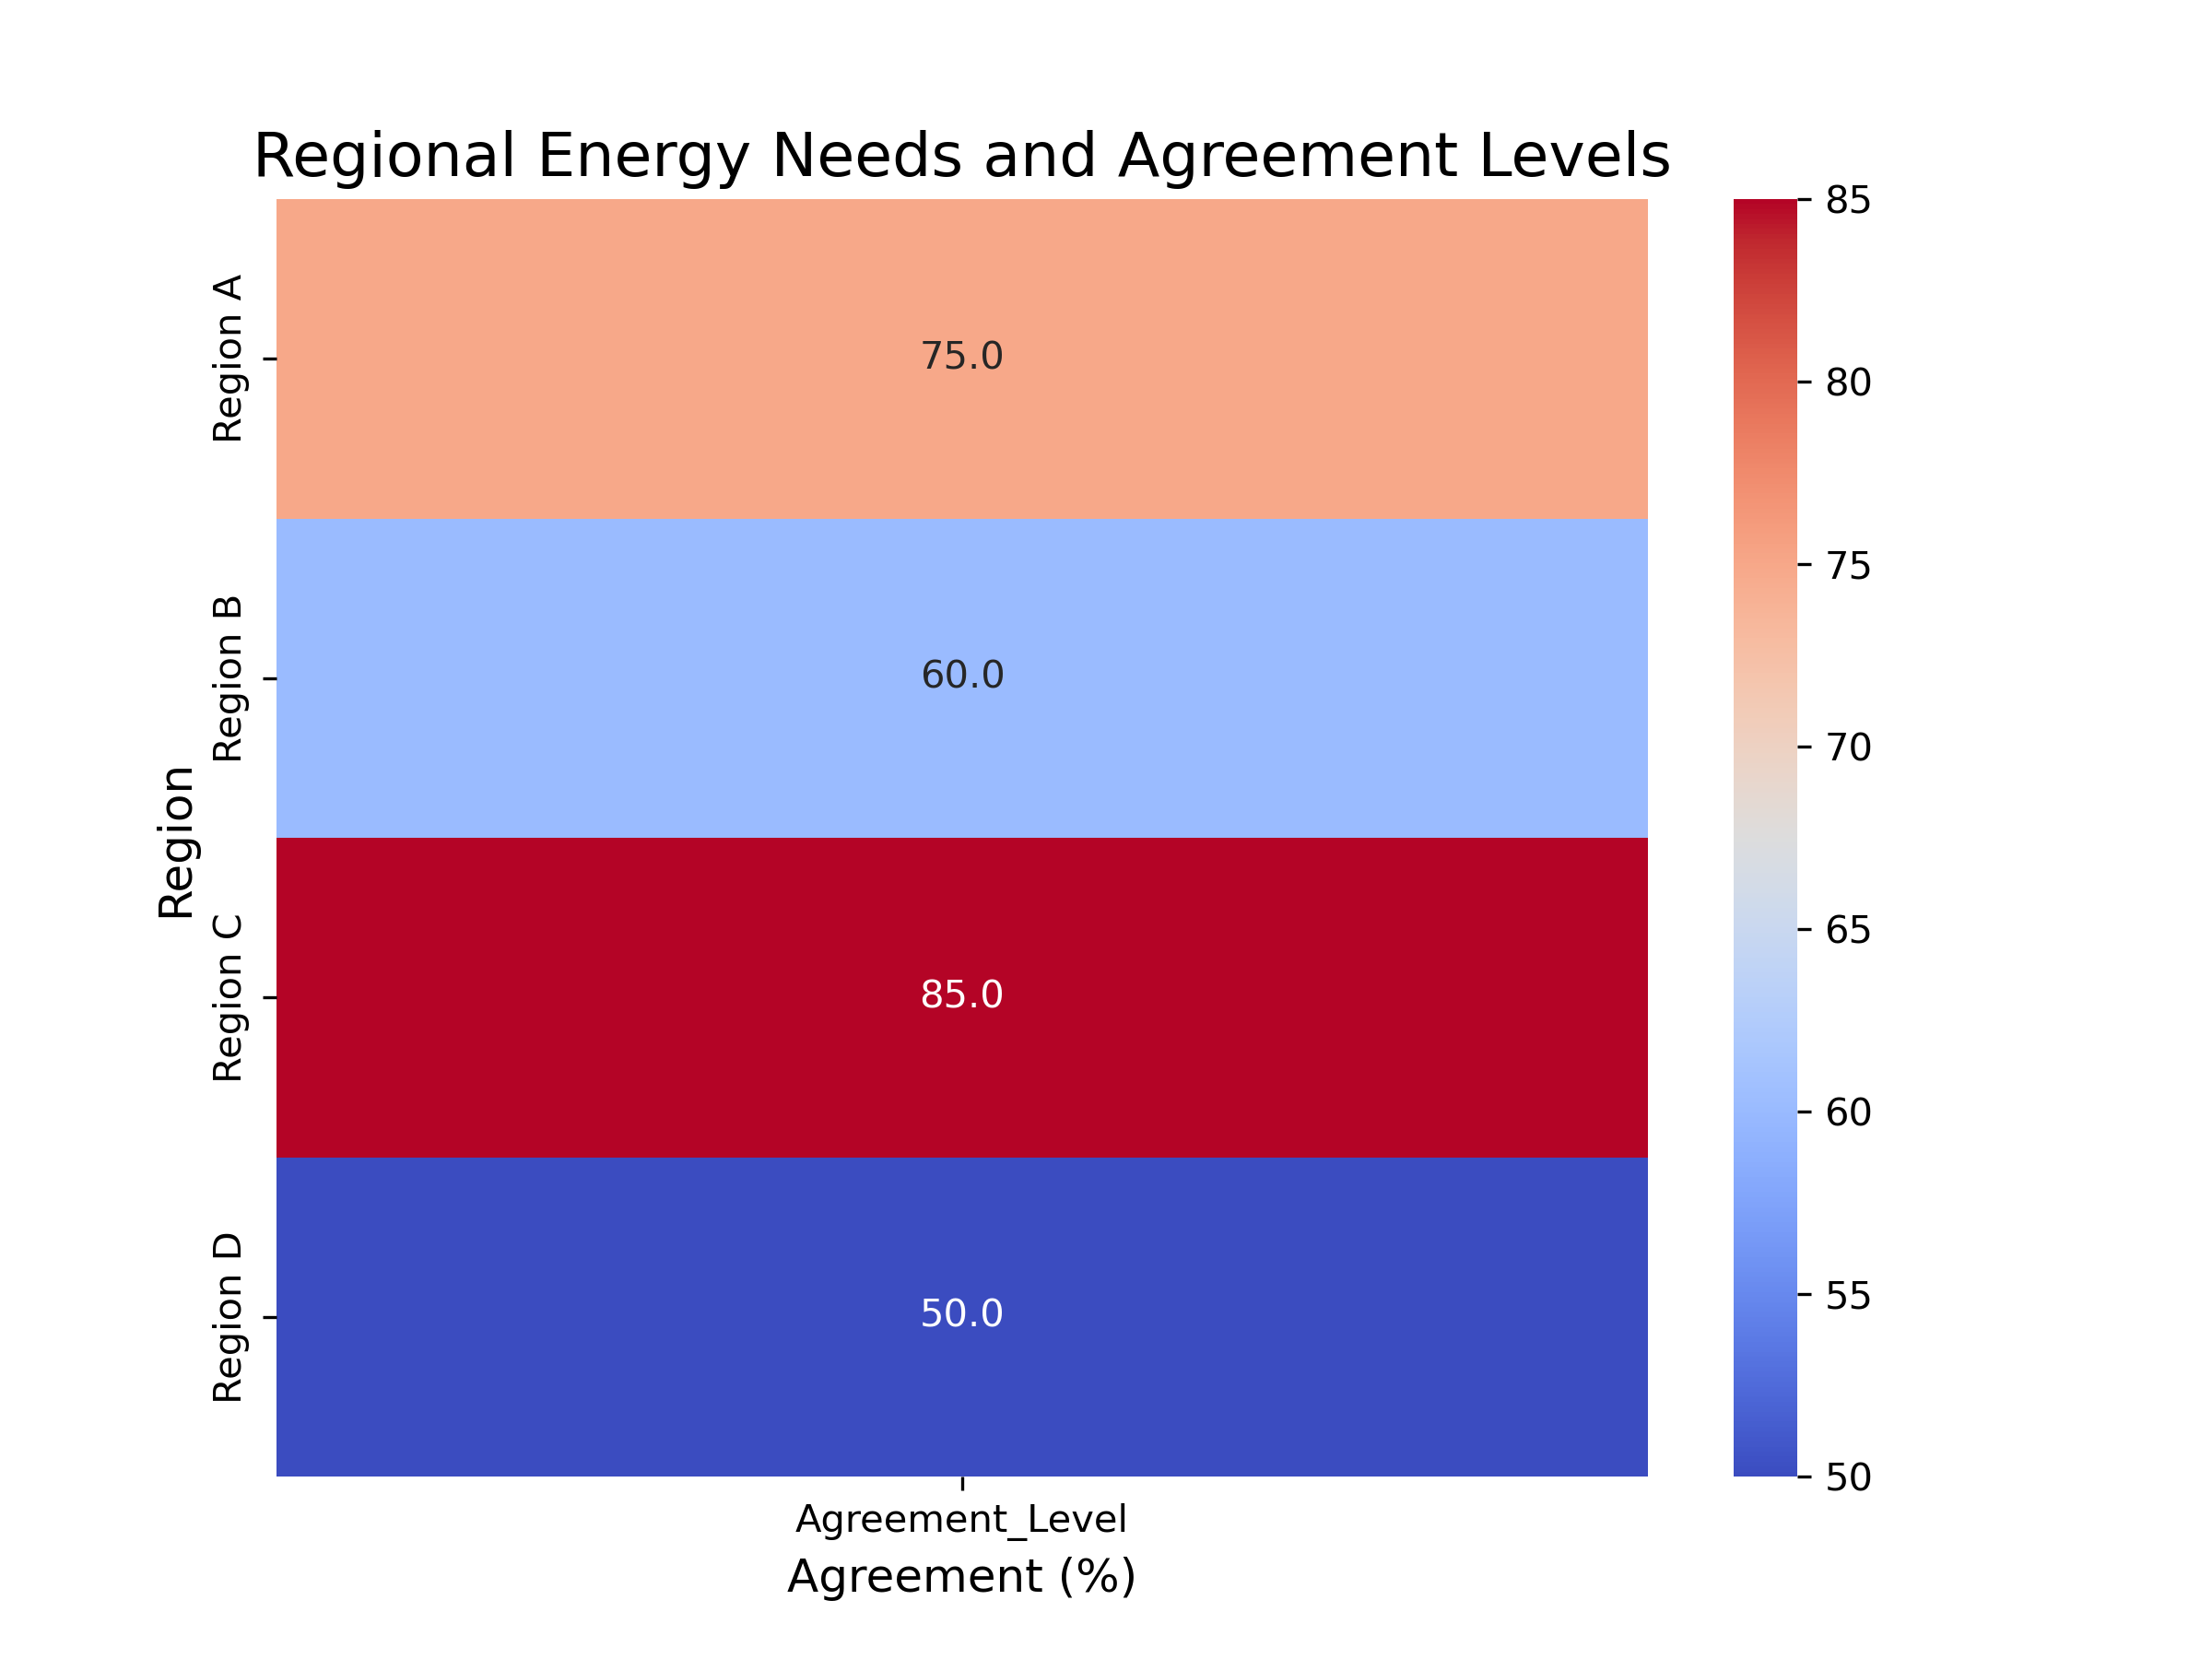 Regional Energy Needs and Agreement Levels
Region
Region A
Region B
Region C
Region D
75.0
60.0
85.0
50.0
Agreement_Level
Agreement (%)
85
80
75
70
65
60
55
50